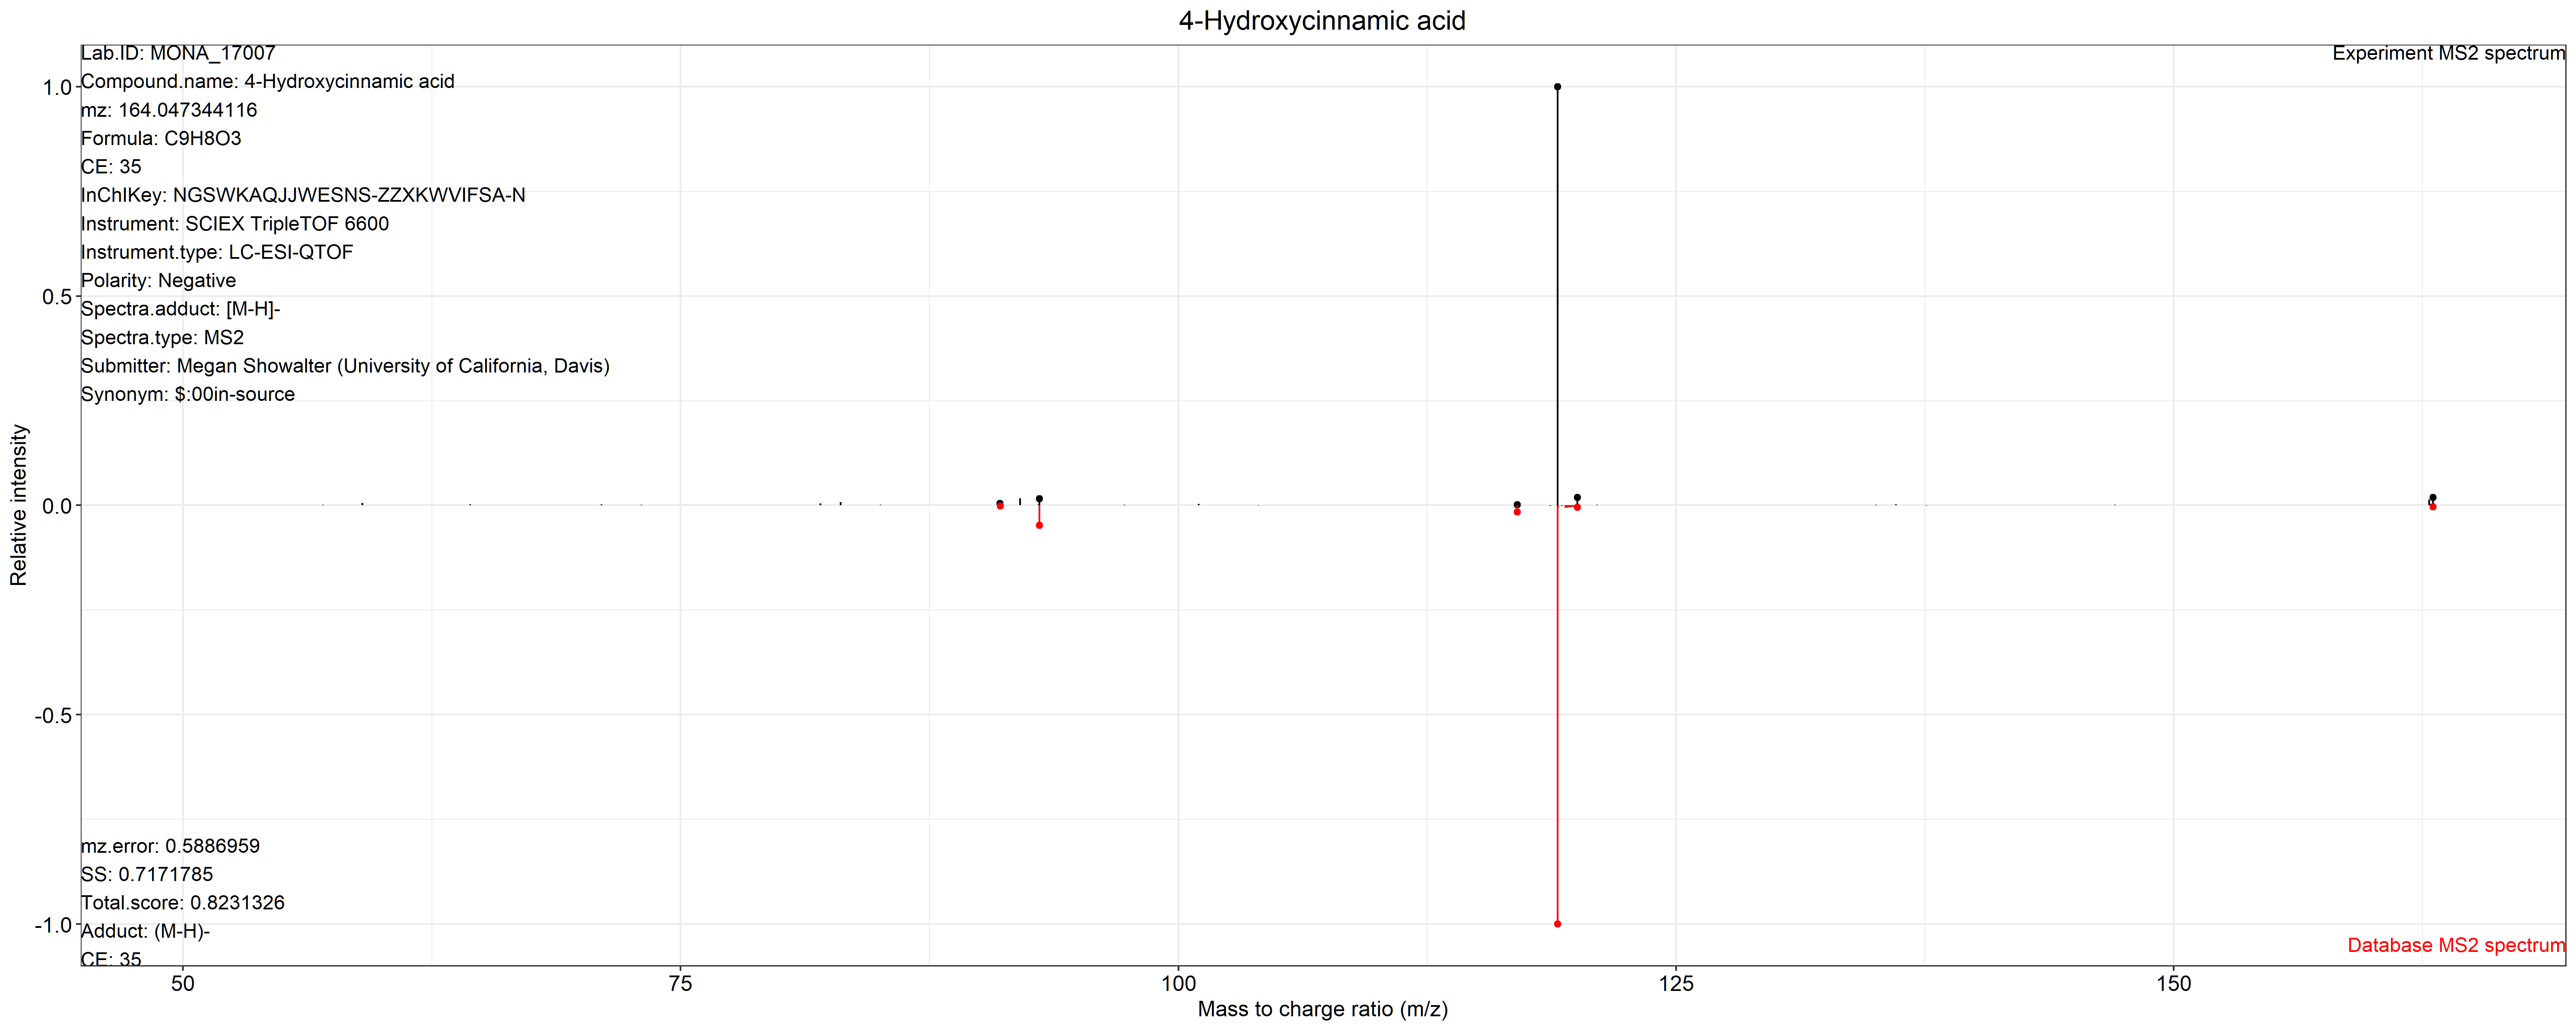 4-Hydroxycinnamic acid
Lab.ID: MONA_17007
Experiment MS2 spectrum
Compound.name: 4-Hydroxycinnamic acid
mz: 164.047344116
Formula: C9H8O3
CE: 35
InChIKey: NGSWKAQJJWESNS-ZZXKWVIFSA-N
Instrument: SCIEX TripleTOF 6600
Instrument.type: LC-ESI-QTOF
Polarity: Negative
Spectra.adduct: [M-H]-
Spectra.type: MS2
Submitter: Megan Showalter (University of California, Davis)
Synonym: $:00in-source
1.0
0.5
0.0
-0.5
-1.0
Relative intensity
mz.error: 0.5886959
SS: 0.7171785
Total.score: 0.8231326
Adduct: (M-H)-
CE: 35
Database MS2 spectrum
50 75 100 125 150
Mass to charge ratio (m/z)